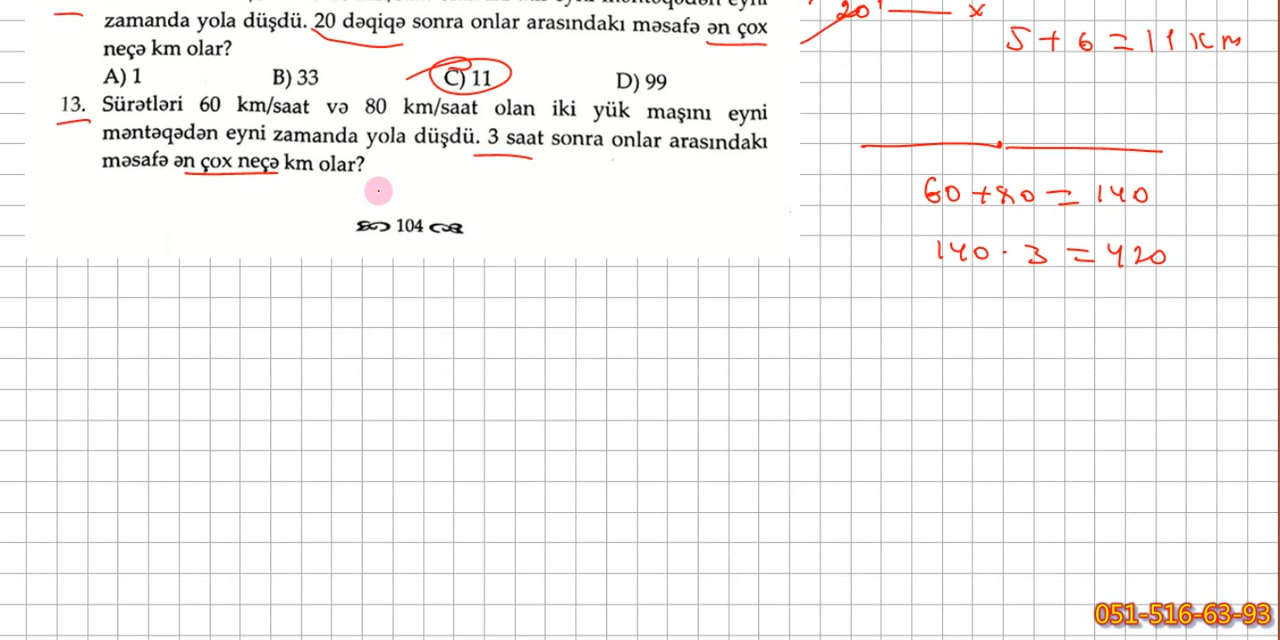 zamanda yola düşdü. 20 dəqiqə sonra onlar arasındakı məsafə ən çox
neçə km olar?
A) 1 B) 33 C) 11 D) 99
13. Sürətləri 60 km/saat və 80 km/saat olan iki yük maşını eyni
məntəqədən eyni zamanda yola düşdü. 3 saat sonra onlar arasındakı
məsafə ən çox neçə km olar?
104
20' — x
5 + 6 = 11 km
60 + 80 = 140
140 · 3 = 420
051-516-63-93